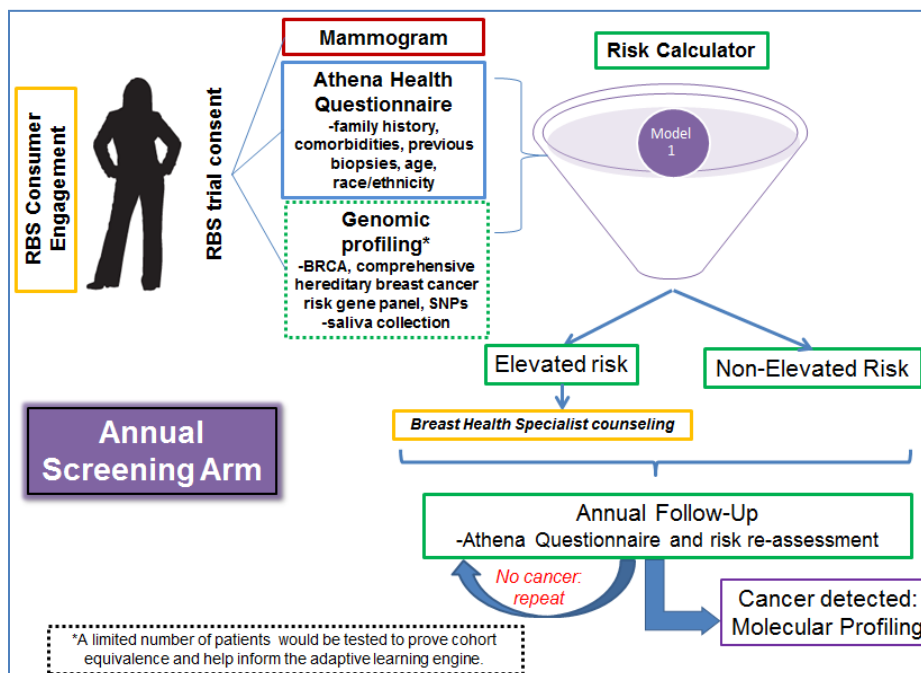 RBS Consumer
Engagement
RBS trial consent
Mammogram
Athena Health
Questionnaire
-family history,
comorbidities, previous
biopsies, age,
race/ethnicity
Genomic
profiling*
-BRCA, comprehensive
hereditary breast cancer
risk gene panel, SNPs
-saliva collection
Risk Calculator
Model
1
Elevated risk
Non-Elevated Risk
Breast Health Specialist counseling
Annual
Screening Arm
Annual Follow-Up
-Athena Questionnaire and risk re-assessment
No cancer:
repeat
Cancer detected:
Molecular Profiling
*A limited number of patients would be tested to prove cohort
equivalence and help inform the adaptive learning engine.